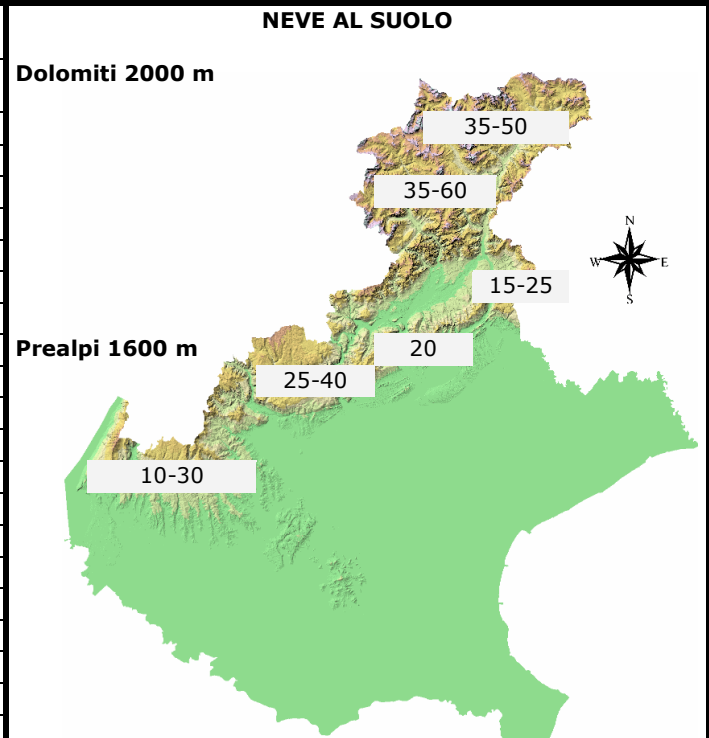 NEVE AL SUOLO
Dolomiti 2000 m
35-50
35-60
N
W E
S
15-25
Prealpi 1600 m
20
25-40
10-30